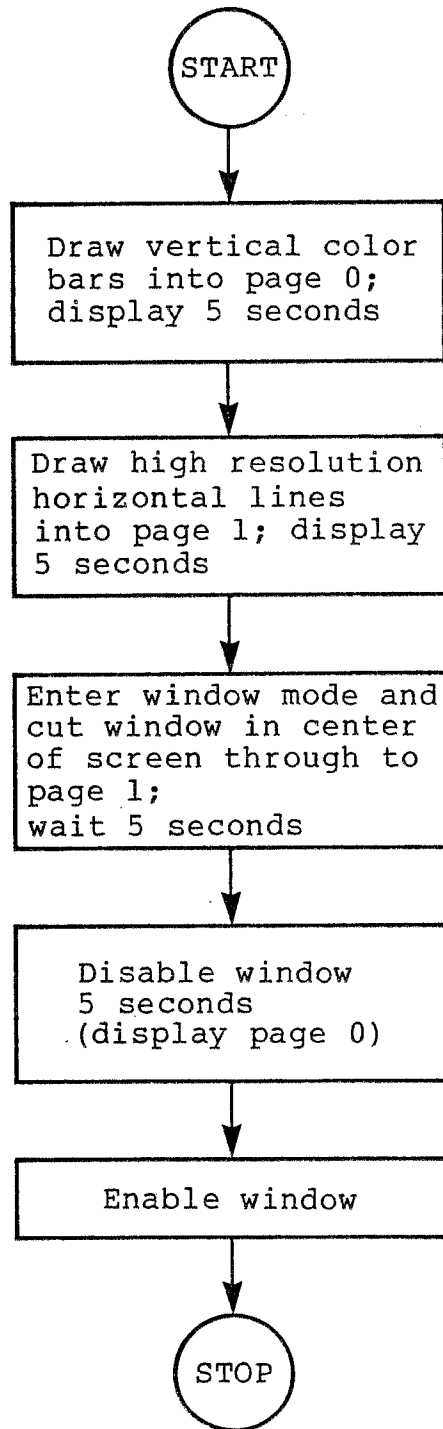 START
Draw vertical color
bars into page 0;
display 5 seconds
Draw high resolution
horizontal lines
into page 1; display
5 seconds
Enter window mode and
cut window in center
of screen through to
page 1;
wait 5 seconds
Disable window
5 seconds
(display page 0)
Enable window
STOP